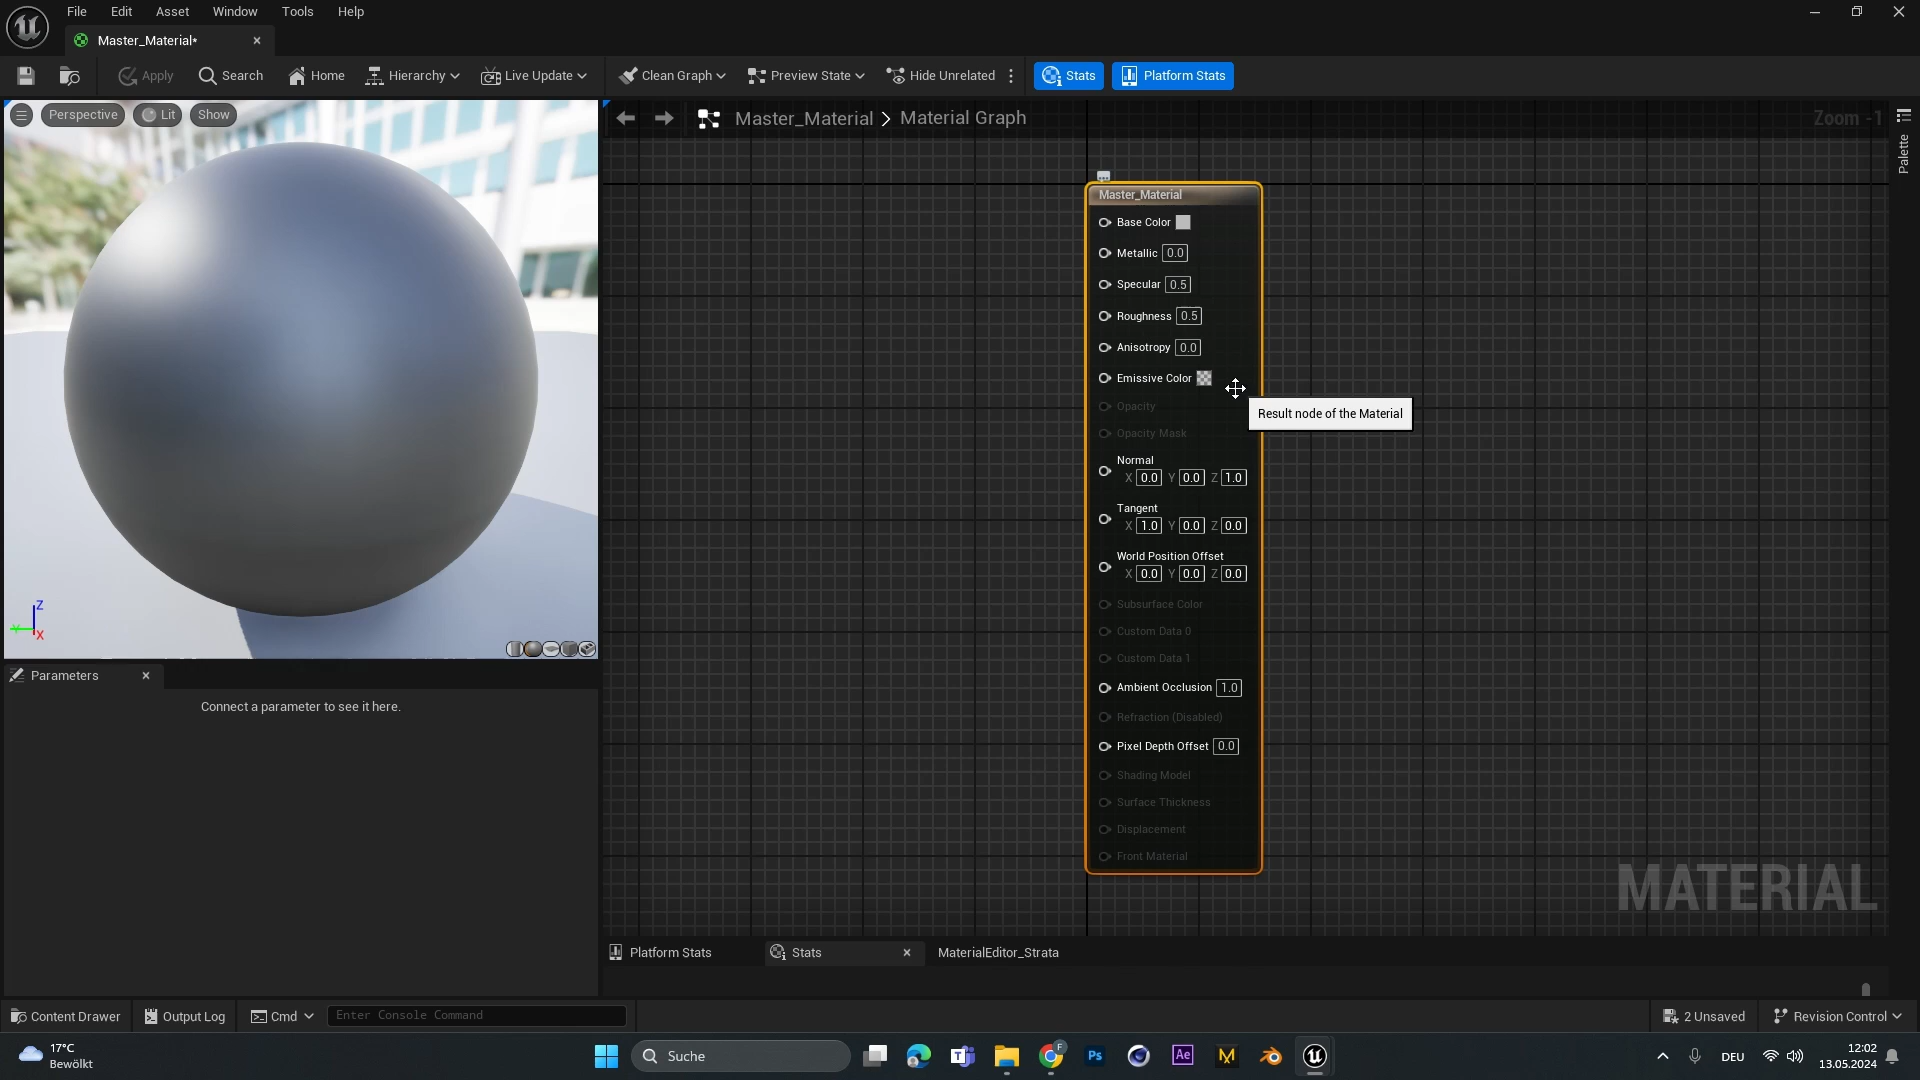 File Edit Asset Window Tools Help
Master_Material*
Apply Search Home Hierarchy Live Update Clean Graph Preview State Hide Unrelated Stats Platform Stats
Perspective Lit Show
Master_Material > Material Graph
Zoom -1
Palette
Master_Material
Base Color
Metallic 0.0
Specular 0.5
Roughness 0.5
Anisotropy 0.0
Emissive Color
Opacity
Result node of the Material
Opacity Mask
Normal
X 0.0 Y 0.0 Z 1.0
Tangent
X 1.0 Y 0.0 Z 0.0
World Position Offset
X 0.0 Y 0.0 Z 0.0
Subsurface Color
Custom Data 0
Custom Data 1
Ambient Occlusion 1.0
Refraction (Disabled)
Pixel Depth Offset 0.0
Shading Model
Surface Thickness
Displacement
Front Material
MATERIAL
Z
Y
X
Parameters
Connect a parameter to see it here.
Platform Stats Stats MaterialEditor_Strata
Content Drawer Output Log Cmd Enter Console Command 2 Unsaved Revision Control
17°C
Bewölkt
Suche
F
Ps
Ae
M
DEU
12:02
13.05.2024